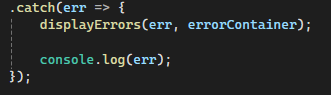 .catch(err => {
displayErrors(err, errorContainer);
console.log(err);
});